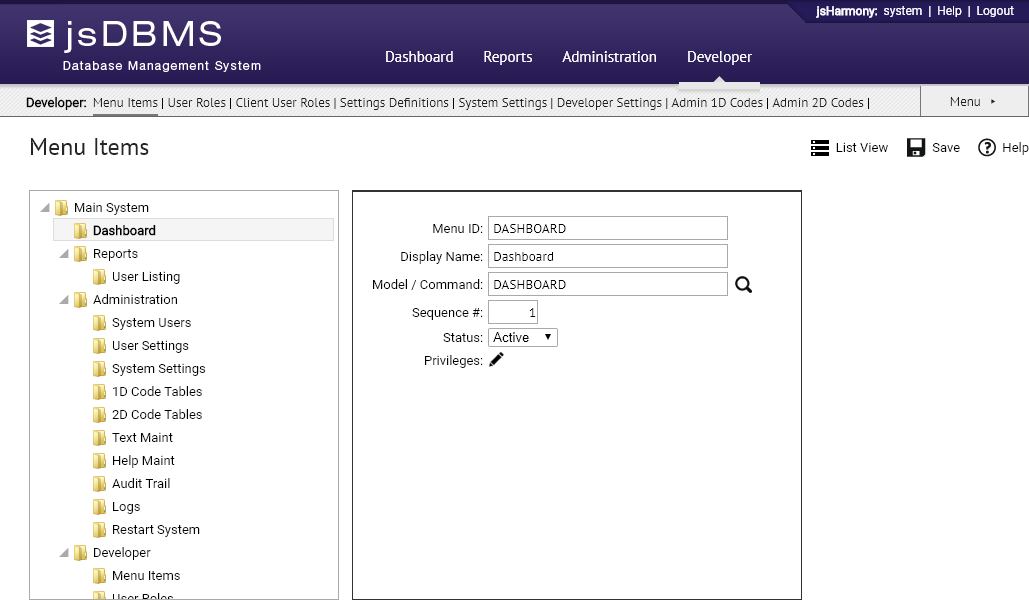 jsHarmony: system | Help | Logout
jsDBMS
Database Management System
Dashboard Reports Administration Developer
Developer: Menu Items | User Roles | Client User Roles | Settings Definitions | System Settings | Developer Settings | Admin 1D Codes | Admin 2D Codes | Menu
Menu Items
List View Save Help
Main System
Dashboard
Reports
User Listing
Administration
System Users
User Settings
System Settings
1D Code Tables
2D Code Tables
Text Maint
Help Maint
Audit Trail
Logs
Restart System
Developer
Menu Items
User Roles
Menu ID: DASHBOARD
Display Name: Dashboard
Model / Command: DASHBOARD
Sequence #: 1
Status: Active
Privileges: